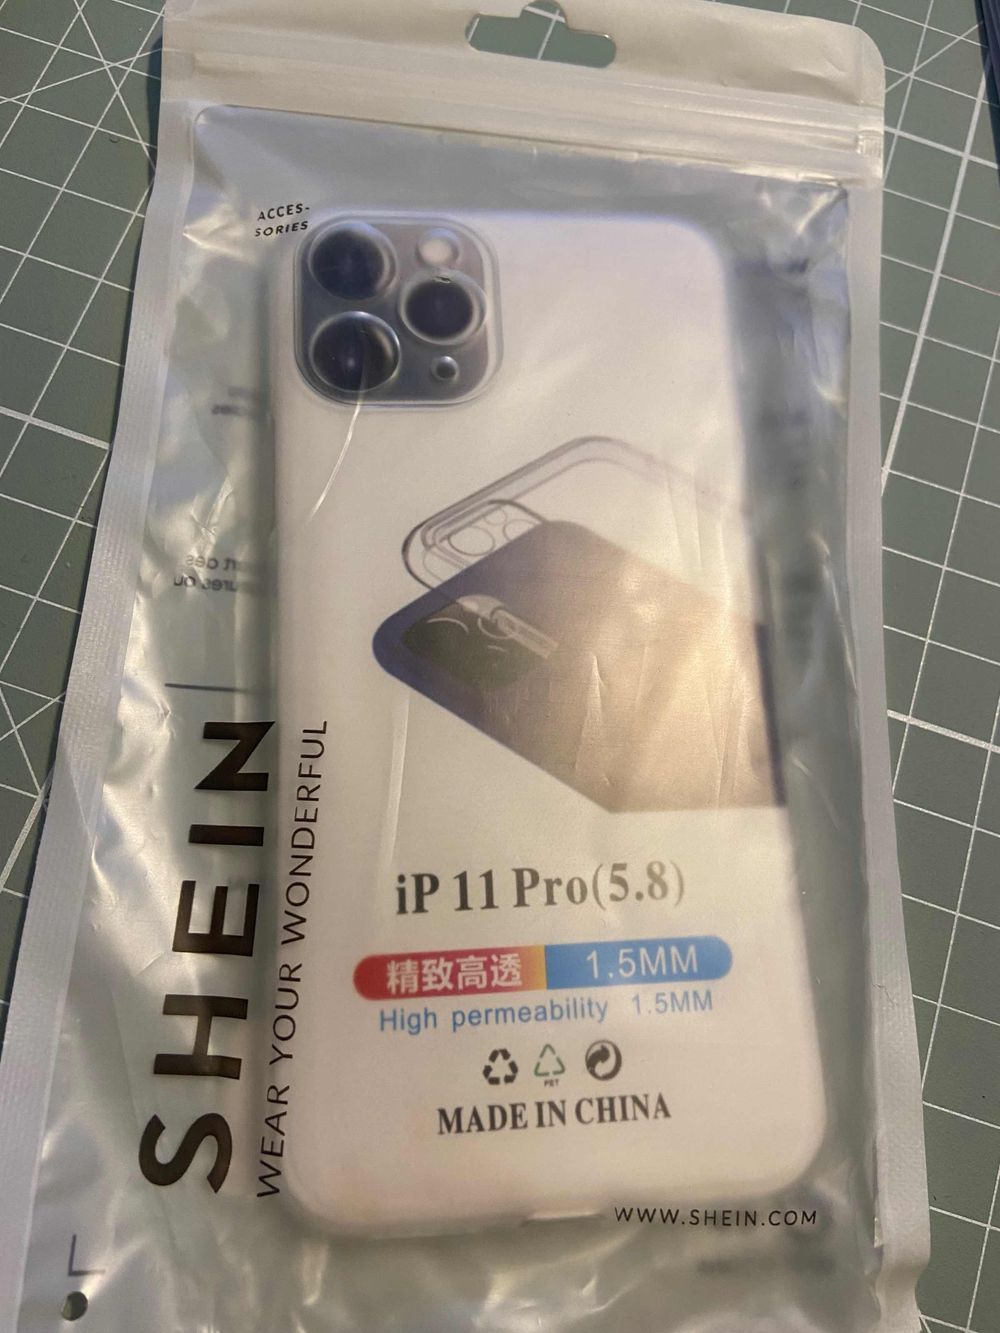 ACCES-
SORIES
SHEIN
WEAR YOUR WONDERFUL
iP 11 Pro(5.8)
精致高透 1.5MM
High permeability 1.5MM
PET
MADE IN CHINA
WWW.SHEIN.COM